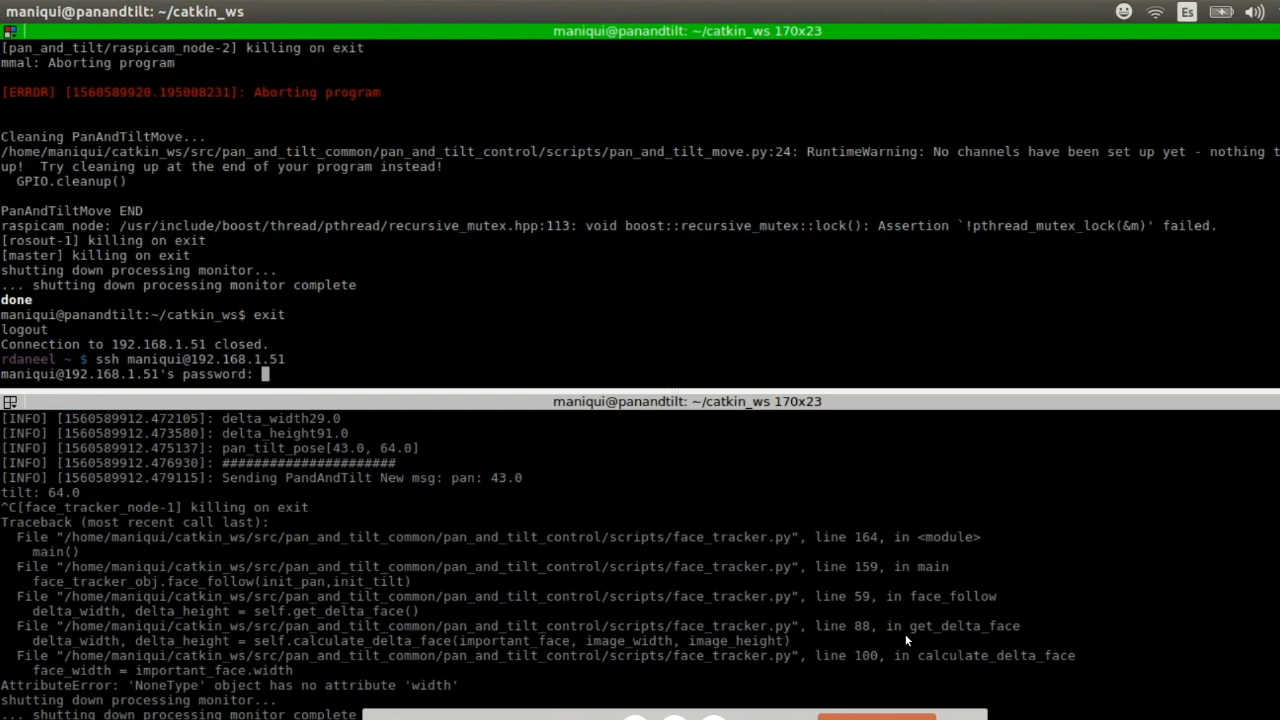 maniqui@panandtilt: ~/catkin_ws
Es
maniqui@panandtilt: ~/catkin_ws 170x23
[pan_and_tilt/raspicam_node-2] killing on exit
mmal: Aborting program
[ERROR] [1560589920.195008231]: Aborting program
Cleaning PanAndTiltMove...
/home/maniqui/catkin_ws/src/pan_and_tilt_common/pan_and_tilt_control/scripts/pan_and_tilt_move.py:24: RuntimeWarning: No channels have been set up yet - nothing t
up!  Try cleaning up at the end of your program instead!
  GPIO.cleanup()
PanAndTiltMove END
raspicam_node: /usr/include/boost/thread/pthread/recursive_mutex.hpp:113: void boost::recursive_mutex::lock(): Assertion `!pthread_mutex_lock(&m)' failed.
[rosout-1] killing on exit
[master] killing on exit
shutting down processing monitor...
... shutting down processing monitor complete
done
maniqui@panandtilt:~/catkin_ws$ exit
logout
Connection to 192.168.1.51 closed.
rdaneel ~ $ ssh maniqui@192.168.1.51
maniqui@192.168.1.51's password:
maniqui@panandtilt: ~/catkin_ws 170x23
[INFO] [1560589912.472105]: delta_width29.0
[INFO] [1560589912.473580]: delta_height91.0
[INFO] [1560589912.475137]: pan_tilt_pose[43.0, 64.0]
[INFO] [1560589912.476930]: ######################
[INFO] [1560589912.479115]: Sending PandAndTilt New msg: pan: 43.0
tilt: 64.0
^C[face_tracker_node-1] killing on exit
Traceback (most recent call last):
  File "/home/maniqui/catkin_ws/src/pan_and_tilt_common/pan_and_tilt_control/scripts/face_tracker.py", line 164, in <module>
    main()
  File "/home/maniqui/catkin_ws/src/pan_and_tilt_common/pan_and_tilt_control/scripts/face_tracker.py", line 159, in main
    face_tracker_obj.face_follow(init_pan,init_tilt)
  File "/home/maniqui/catkin_ws/src/pan_and_tilt_common/pan_and_tilt_control/scripts/face_tracker.py", line 59, in face_follow
    delta_width, delta_height = self.get_delta_face()
  File "/home/maniqui/catkin_ws/src/pan_and_tilt_common/pan_and_tilt_control/scripts/face_tracker.py", line 88, in get_delta_face
    delta_width, delta_height = self.calculate_delta_face(important_face, image_width, image_height)
  File "/home/maniqui/catkin_ws/src/pan_and_tilt_common/pan_and_tilt_control/scripts/face_tracker.py", line 100, in calculate_delta_face
    face_width = important_face.width
AttributeError: 'NoneType' object has no attribute 'width'
shutting down processing monitor...
... shutting down processing monitor complete